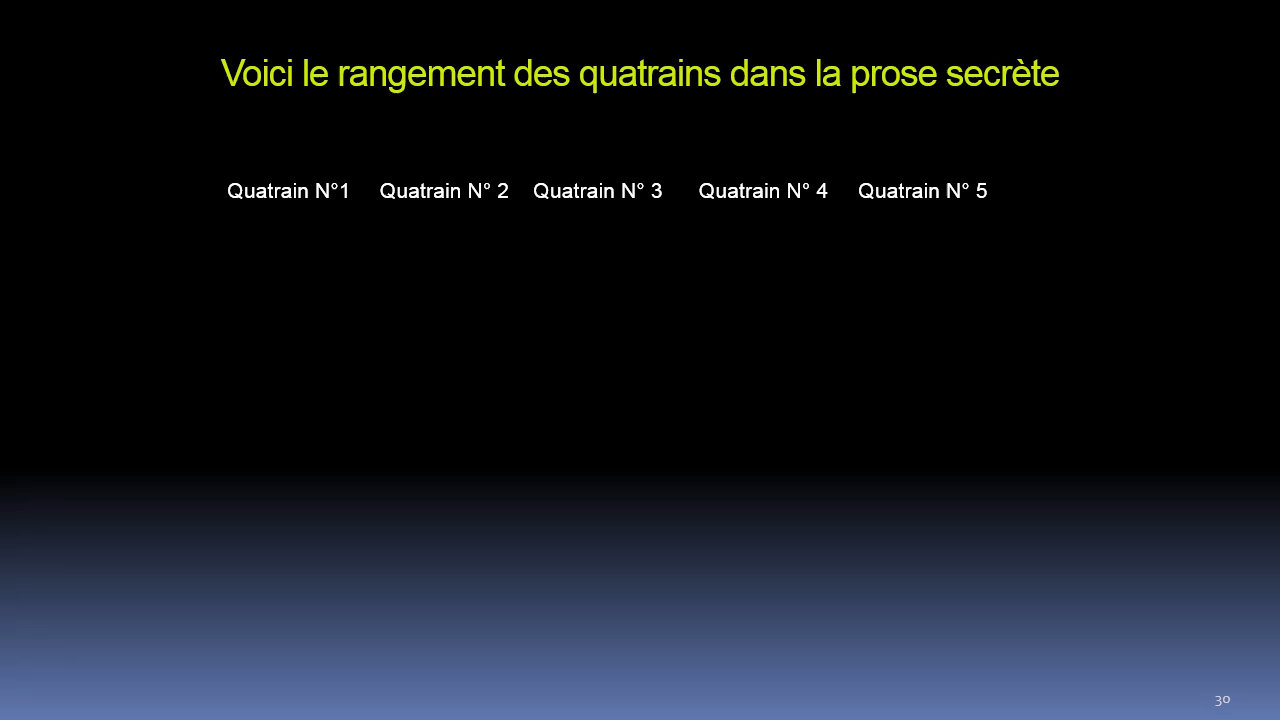 Voici le rangement des quatrains dans la prose secrète
Quatrain N°1 Quatrain N° 2 Quatrain N° 3 Quatrain N° 4 Quatrain N° 5
30